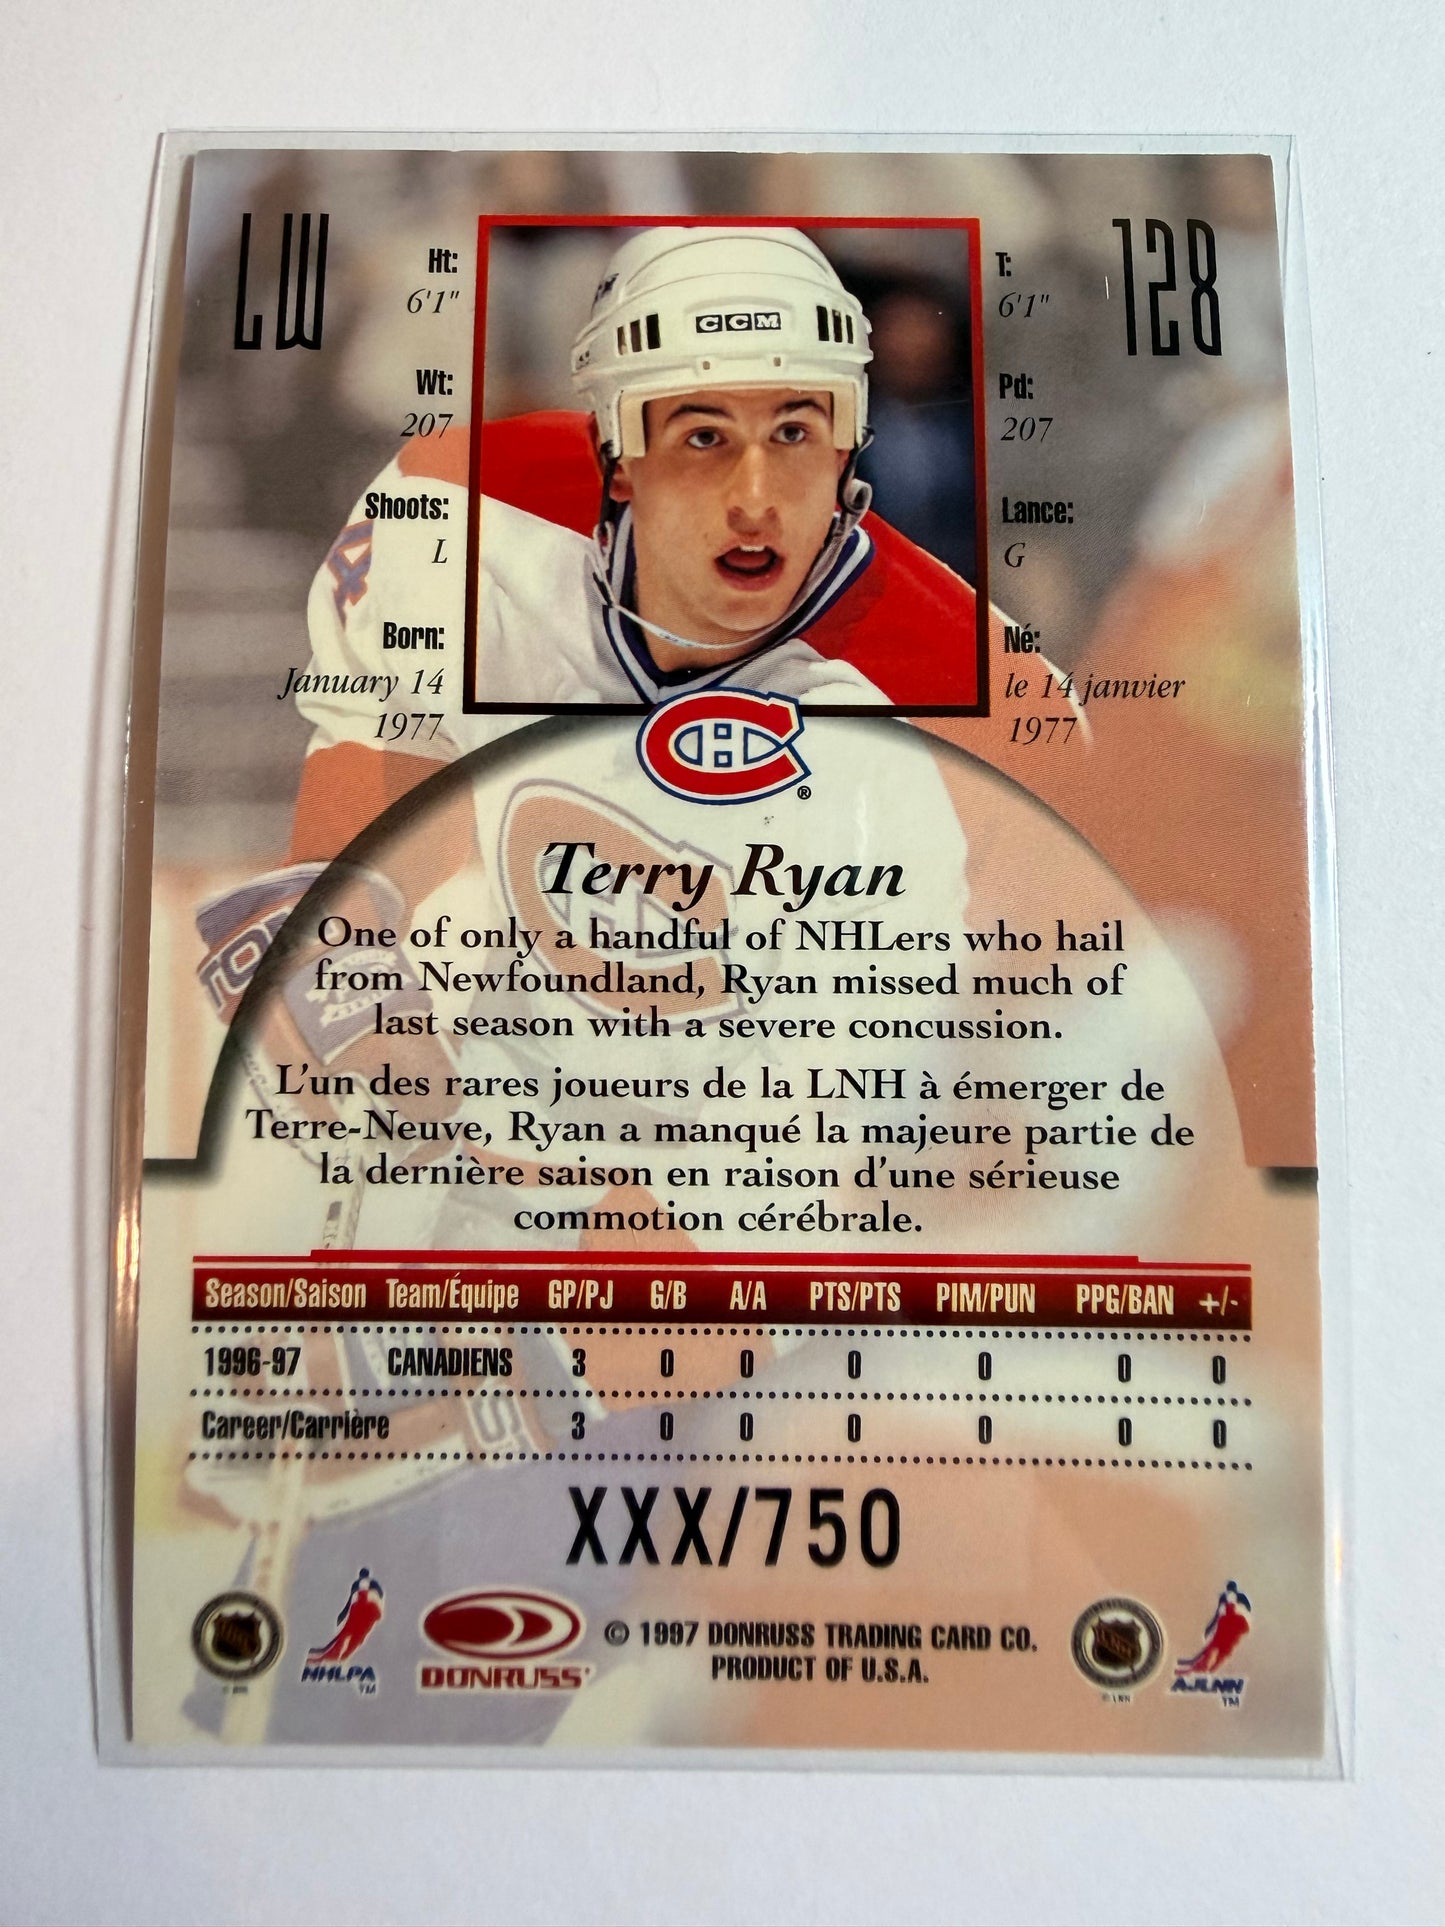 LW
128
Ht:
6'1"
Wt:
207
Shoots:
L
Born:
January 14
1977
T:
6'1"
Pd:
207
Lance:
G
Né:
le 14 janvier
1977
CCM
4
®
Terry Ryan
One of only a handful of NHLers who hail
from Newfoundland, Ryan missed much of
last season with a severe concussion.
L'un des rares joueurs de la LNH à émerger de
Terre-Neuve, Ryan a manqué la majeure partie de
la dernière saison en raison d'une sérieuse
commotion cérébrale.
Season/Saison Team/Équipe GP/PJ G/B A/A PTS/PTS PIM/PUN PPG/BAN +/-
1996-97 CANADIENS 3 0 0 0 0 0 0
Career/Carrière 3 0 0 0 0 0 0
XXX/750
NHLPA
TM
DONRUSS
© 1997 DONRUSS TRADING CARD CO.
PRODUCT OF U.S.A.
AJLNH
TM